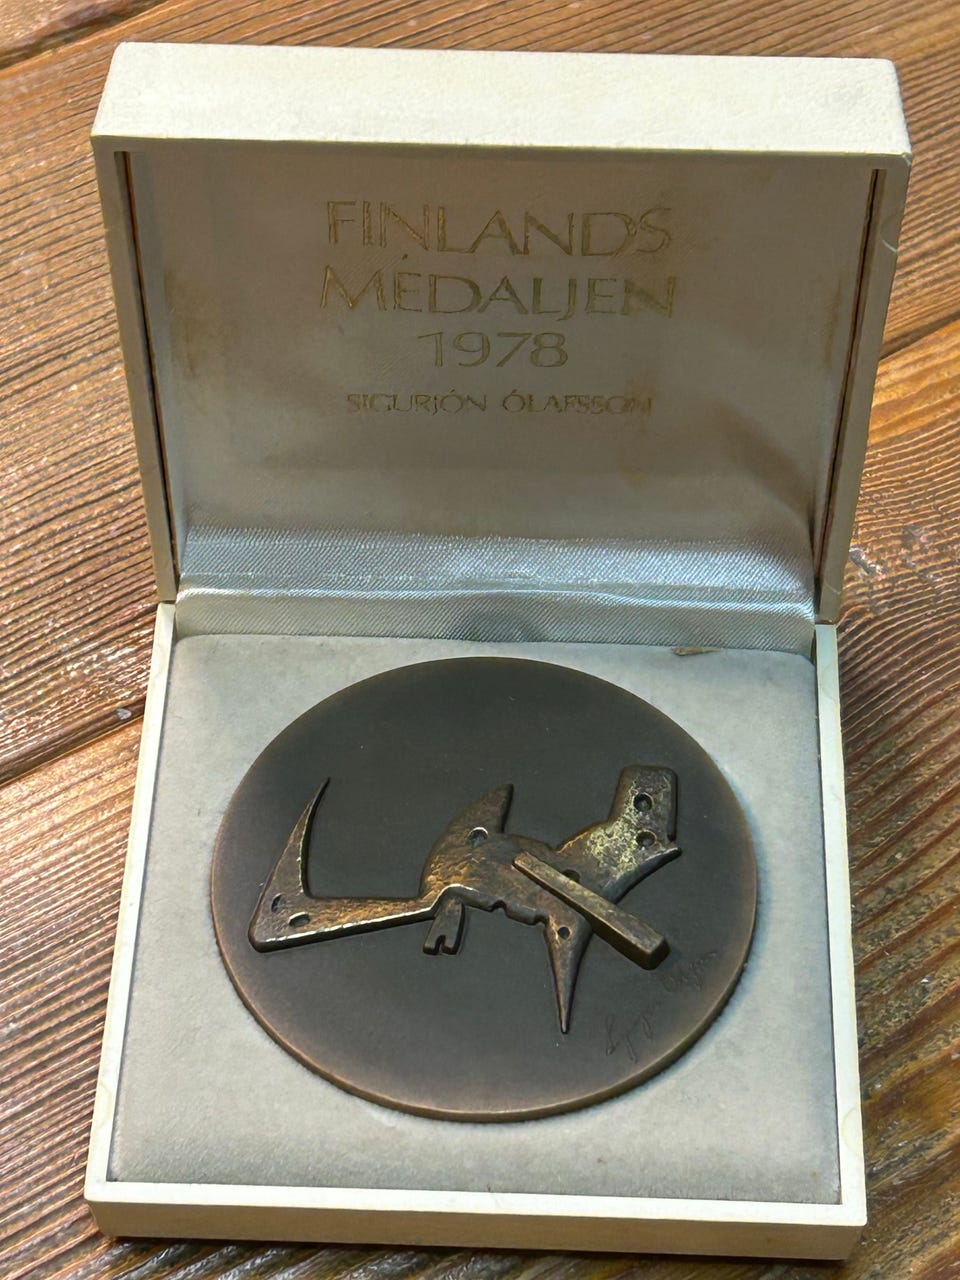 FINLANDS
MEDALJEN
1978
SIGURJÓN ÓLAFSSON